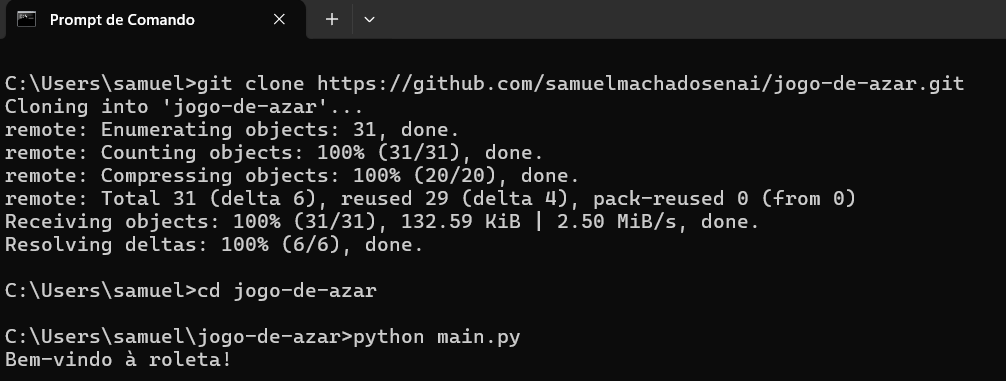 Prompt de Comando
C:\Users\samuel>git clone https://github.com/samuelmachadosenai/jogo-de-azar.git
Cloning into 'jogo-de-azar'...
remote: Enumerating objects: 31, done.
remote: Counting objects: 100% (31/31), done.
remote: Compressing objects: 100% (20/20), done.
remote: Total 31 (delta 6), reused 29 (delta 4), pack-reused 0 (from 0)
Receiving objects: 100% (31/31), 132.59 KiB | 2.50 MiB/s, done.
Resolving deltas: 100% (6/6), done.
C:\Users\samuel>cd jogo-de-azar
C:\Users\samuel\jogo-de-azar>python main.py
Bem-vindo à roleta!